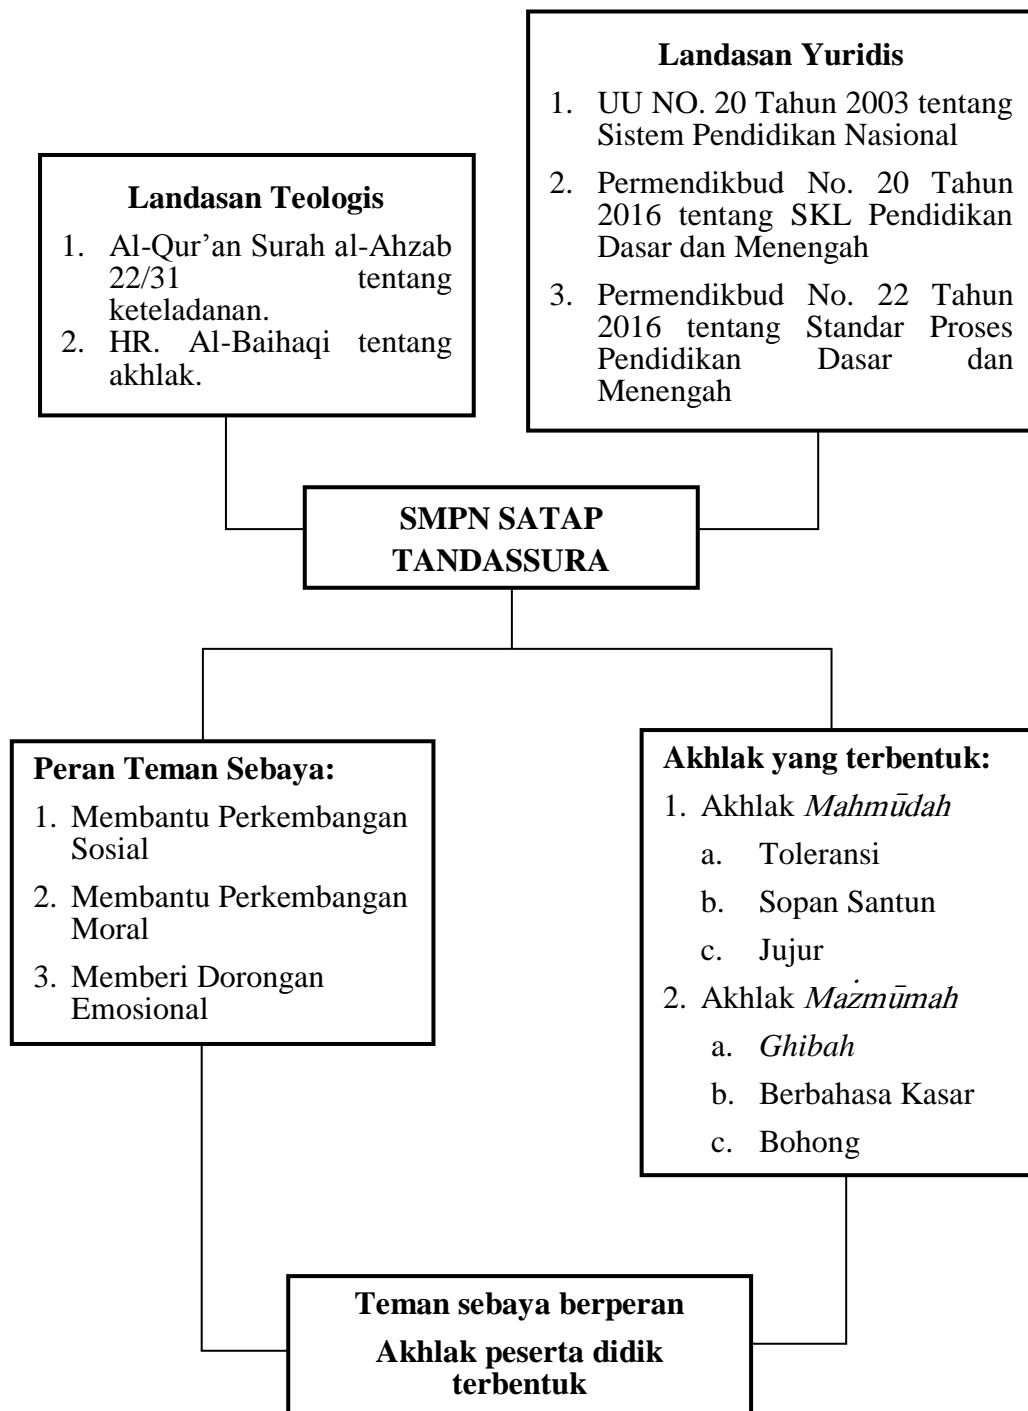 Landasan Yuridis
1. UU NO. 20 Tahun 2003 tentang
Sistem Pendidikan Nasional
2. Permendikbud No. 20 Tahun
2016 tentang SKL Pendidikan
Dasar dan Menengah
3. Permendikbud No. 22 Tahun
2016 tentang Standar Proses
Pendidikan Dasar dan
Menengah
Landasan Teologis
1. Al-Qur’an Surah al-Ahzab
22/31 tentang
keteladanan.
2. HR. Al-Baihaqi tentang
akhlak.
SMPN SATAP
TANDASSURA
Peran Teman Sebaya:
1. Membantu Perkembangan
Sosial
2. Membantu Perkembangan
Moral
3. Memberi Dorongan
Emosional
Akhlak yang terbentuk:
1. Akhlak Mahmūdah
a. Toleransi
b. Sopan Santun
c. Jujur
2. Akhlak Mażmūmah
a. Ghibah
b. Berbahasa Kasar
c. Bohong
Teman sebaya berperan
Akhlak peserta didik
terbentuk